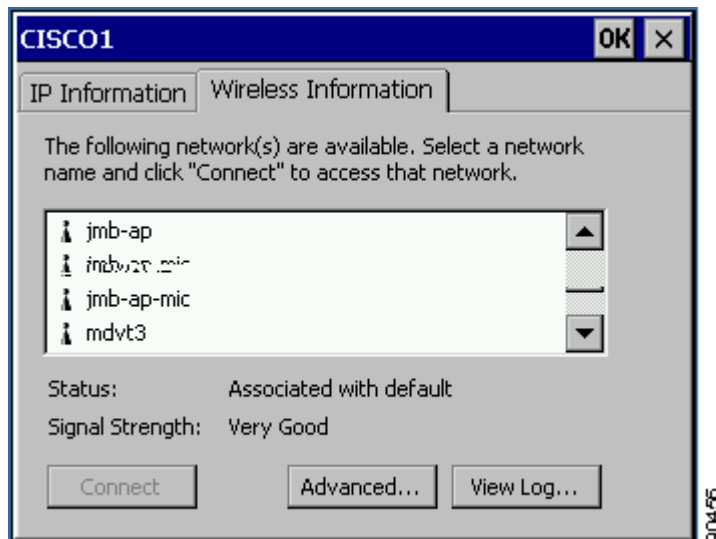 CISCO1 OK
IP Information Wireless Information
The following network(s) are available. Select a network
name and click "Connect" to access that network.
jmb-ap
jmb-ap-mic
mdvt3
Status: Associated with default
Signal Strength: Very Good
Connect Advanced... View Log...